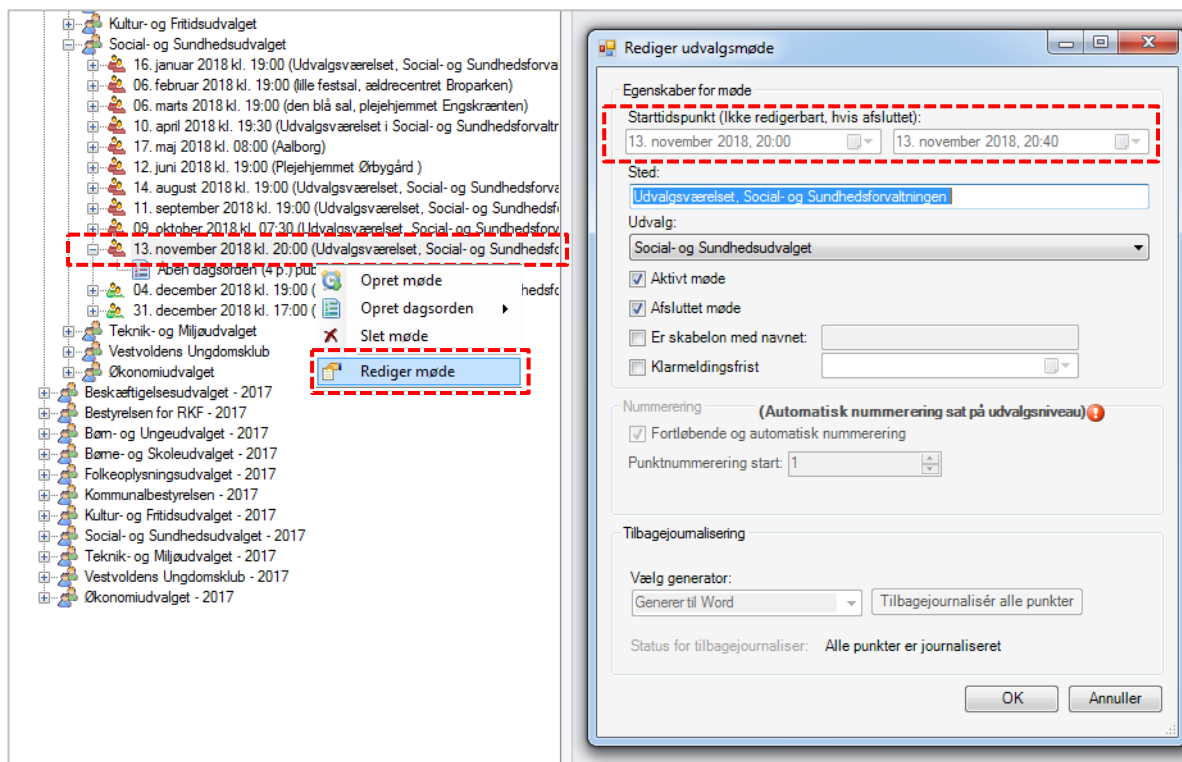 Kultur- og Fritidsudvalget
Social- og Sundhedsudvalget
16. januar 2018 kl. 19:00 (Udvalgsværelset, Social- og Sundhedsforva
06. februar 2018 kl. 19:00 (lille festsal, ældrecentret Broparken)
06. marts 2018 kl. 19:00 (den blå sal, plejehjemmet Engskrænten)
10. april 2018 kl. 19:30 (Udvalgsværelset i Social- og Sundhedsforvaltr
17. maj 2018 kl. 08:00 (Aalborg)
12. juni 2018 kl. 19:00 (Plejehjemmet Ørbygård )
14. august 2018 kl. 19:00 (Udvalgsværelset, Social- og Sundhedsforva
11. september 2018 kl. 19:00 (Udvalgsværelset, Social- og Sundhedsf
09. oktober 2018 kl. 07:30 (Udvalgsværelset, Social- og Sundhedsforv
13. november 2018 kl. 20:00 (Udvalgsværelset, Social- og Sundhedsfo
Åben dagsorden (4 p.) pub
04. december 2018 kl. 19:00 ( hedsfo
31. december 2018 kl. 17:00 (
Teknik- og Miljøudvalget
Vestvoldens Ungdomsklub
Økonomiudvalget
Beskæftigelsesudvalget - 2017
Bestyrelsen for RKF - 2017
Børn- og Ungeudvalget - 2017
Børne- og Skoleudvalget - 2017
Folkeoplysningsudvalget - 2017
Kommunalbestyrelsen - 2017
Kultur- og Fritidsudvalget - 2017
Social- og Sundhedsudvalget - 2017
Teknik- og Miljøudvalget - 2017
Vestvoldens Ungdomsklub - 2017
Økonomiudvalget - 2017
Opret møde
Opret dagsorden
Slet møde
Rediger møde
Rediger udvalgsmøde
Egenskaber for møde
Starttidspunkt (Ikke redigerbart, hvis afsluttet):
13. november 2018, 20:00 13. november 2018, 20:40
Sted:
Udvalgsværelset, Social- og Sundhedsforvaltningen
Udvalg:
Social- og Sundhedsudvalget
Aktivt møde
Afsluttet møde
Er skabelon med navnet:
Klarmeldingsfrist
Nummerering (Automatisk nummerering sat på udvalgsniveau)
Fortløbende og automatisk nummerering
Punktnummerering start: 1
Tilbagejournalisering
Vælg generator:
Generer til Word Tilbagejournalisér alle punkter
Status for tilbagejournaliser: Alle punkter er journaliseret
OK Annuller